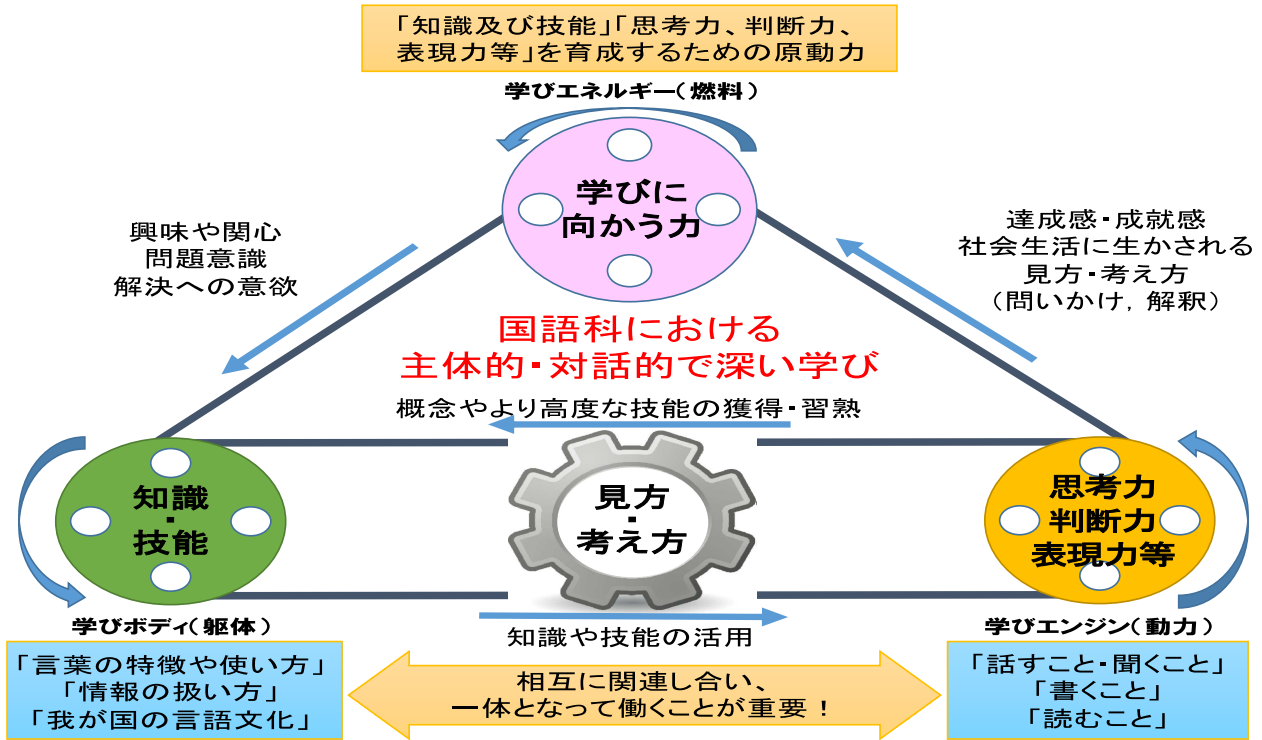 「知識及び技能」「思考力、判断力、
表現力等」を育成するための原動力
学びエネルギー(燃料)
学びに
向かう力
興味や関心
問題意識
解決への意欲
達成感・成就感
社会生活に生かされる
見方・考え方
(問いかけ,解釈)
国語科における
主体的・対話的で深い学び
概念やより高度な技能の獲得・習熟
知識
・
技能
見方
・
考え方
思考力
判断力
表現力等
学びボディ(躯体)
知識や技能の活用
学びエンジン(動力)
「言葉の特徴や使い方」
「情報の扱い方」
「我が国の言語文化」
相互に関連し合い、
一体となって働くことが重要!
「話すこと・聞くこと」
「書くこと」
「読むこと」